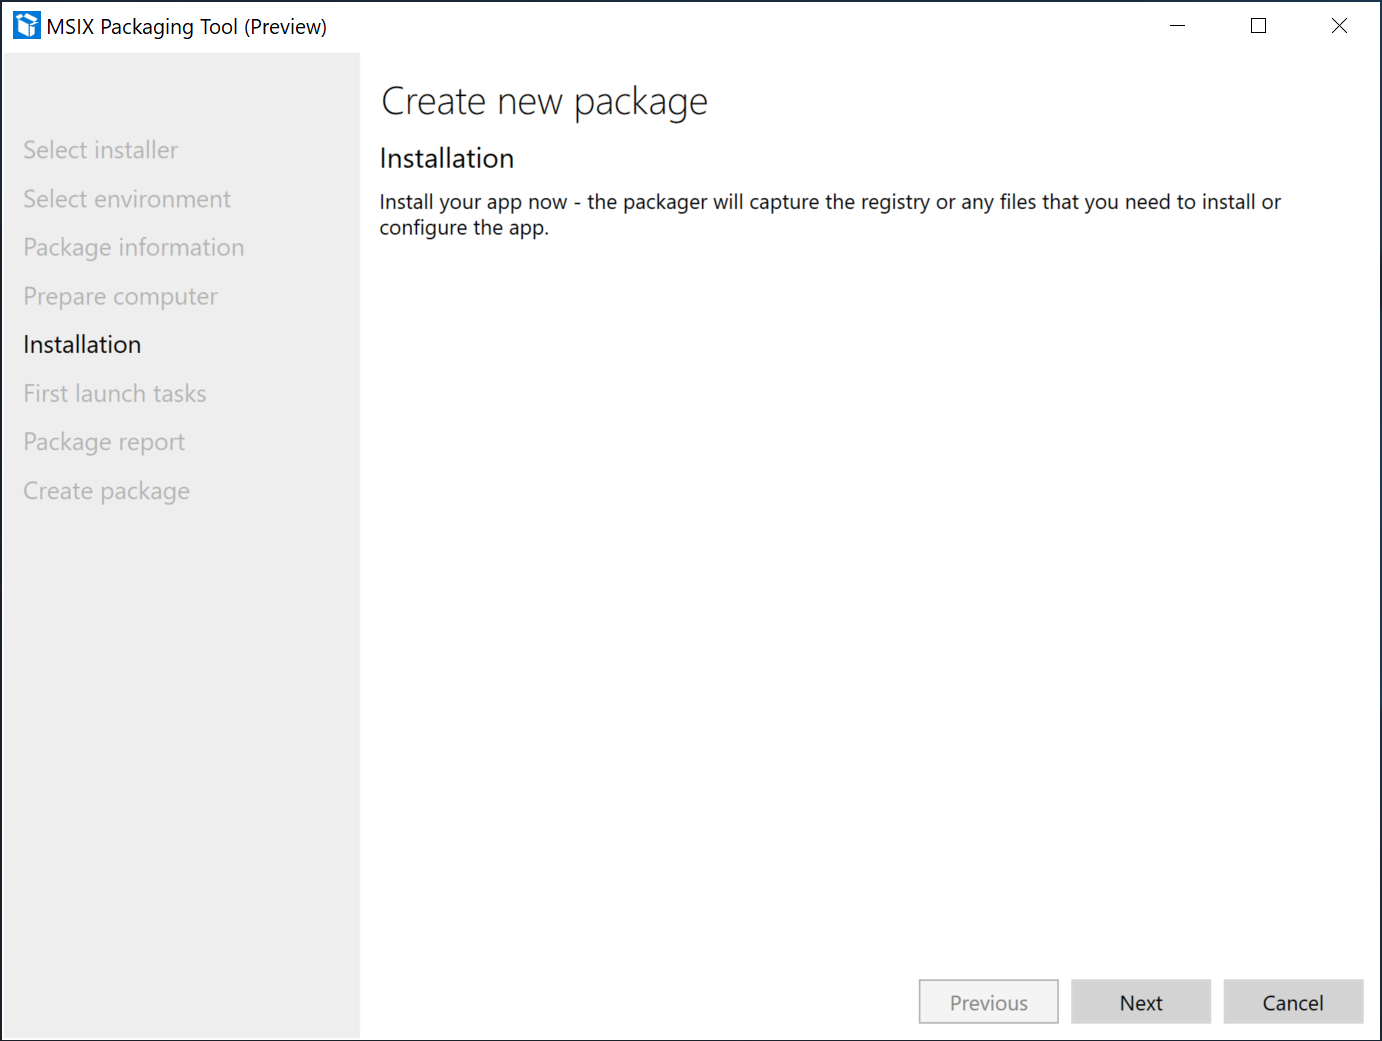 MSIX Packaging Tool (Preview)
Select installer
Select environment
Package information
Prepare computer
Installation
First launch tasks
Package report
Create package
Create new package
Installation
Install your app now - the packager will capture the registry or any files that you need to install or
configure the app.
Previous
Next
Cancel